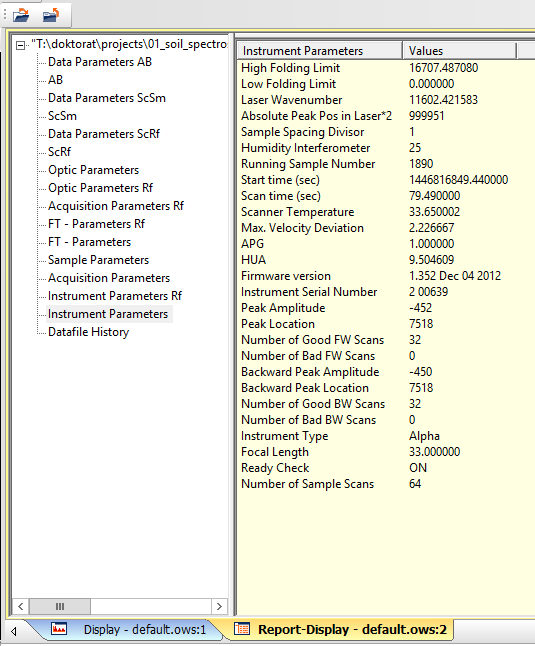 "T:\doktorat\projects\01_soil_spectro
Data Parameters AB
AB
Data Parameters ScSm
ScSm
Data Parameters ScRf
ScRf
Optic Parameters
Optic Parameters Rf
Acquisition Parameters Rf
FT - Parameters Rf
FT - Parameters
Sample Parameters
Acquisition Parameters
Instrument Parameters Rf
Instrument Parameters
Datafile History
Instrument Parameters Values
High Folding Limit 16707.487080
Low Folding Limit 0.000000
Laser Wavenumber 11602.421583
Absolute Peak Pos in Laser*2 999951
Sample Spacing Divisor 1
Humidity Interferometer 25
Running Sample Number 1890
Start time (sec) 1446816849.440000
Scan time (sec) 79.490000
Scanner Temperature 33.650002
Max. Velocity Deviation 2.226667
APG 1.000000
HUA 9.504609
Firmware version 1.352 Dec 04 2012
Instrument Serial Number 2 00639
Peak Amplitude -452
Peak Location 7518
Number of Good FW Scans 32
Number of Bad FW Scans 0
Backward Peak Amplitude -450
Backward Peak Location 7518
Number of Good BW Scans 32
Number of Bad BW Scans 0
Instrument Type Alpha
Focal Length 33.000000
Ready Check ON
Number of Sample Scans 64
Display - default.ows:1 Report-Display - default.ows:2